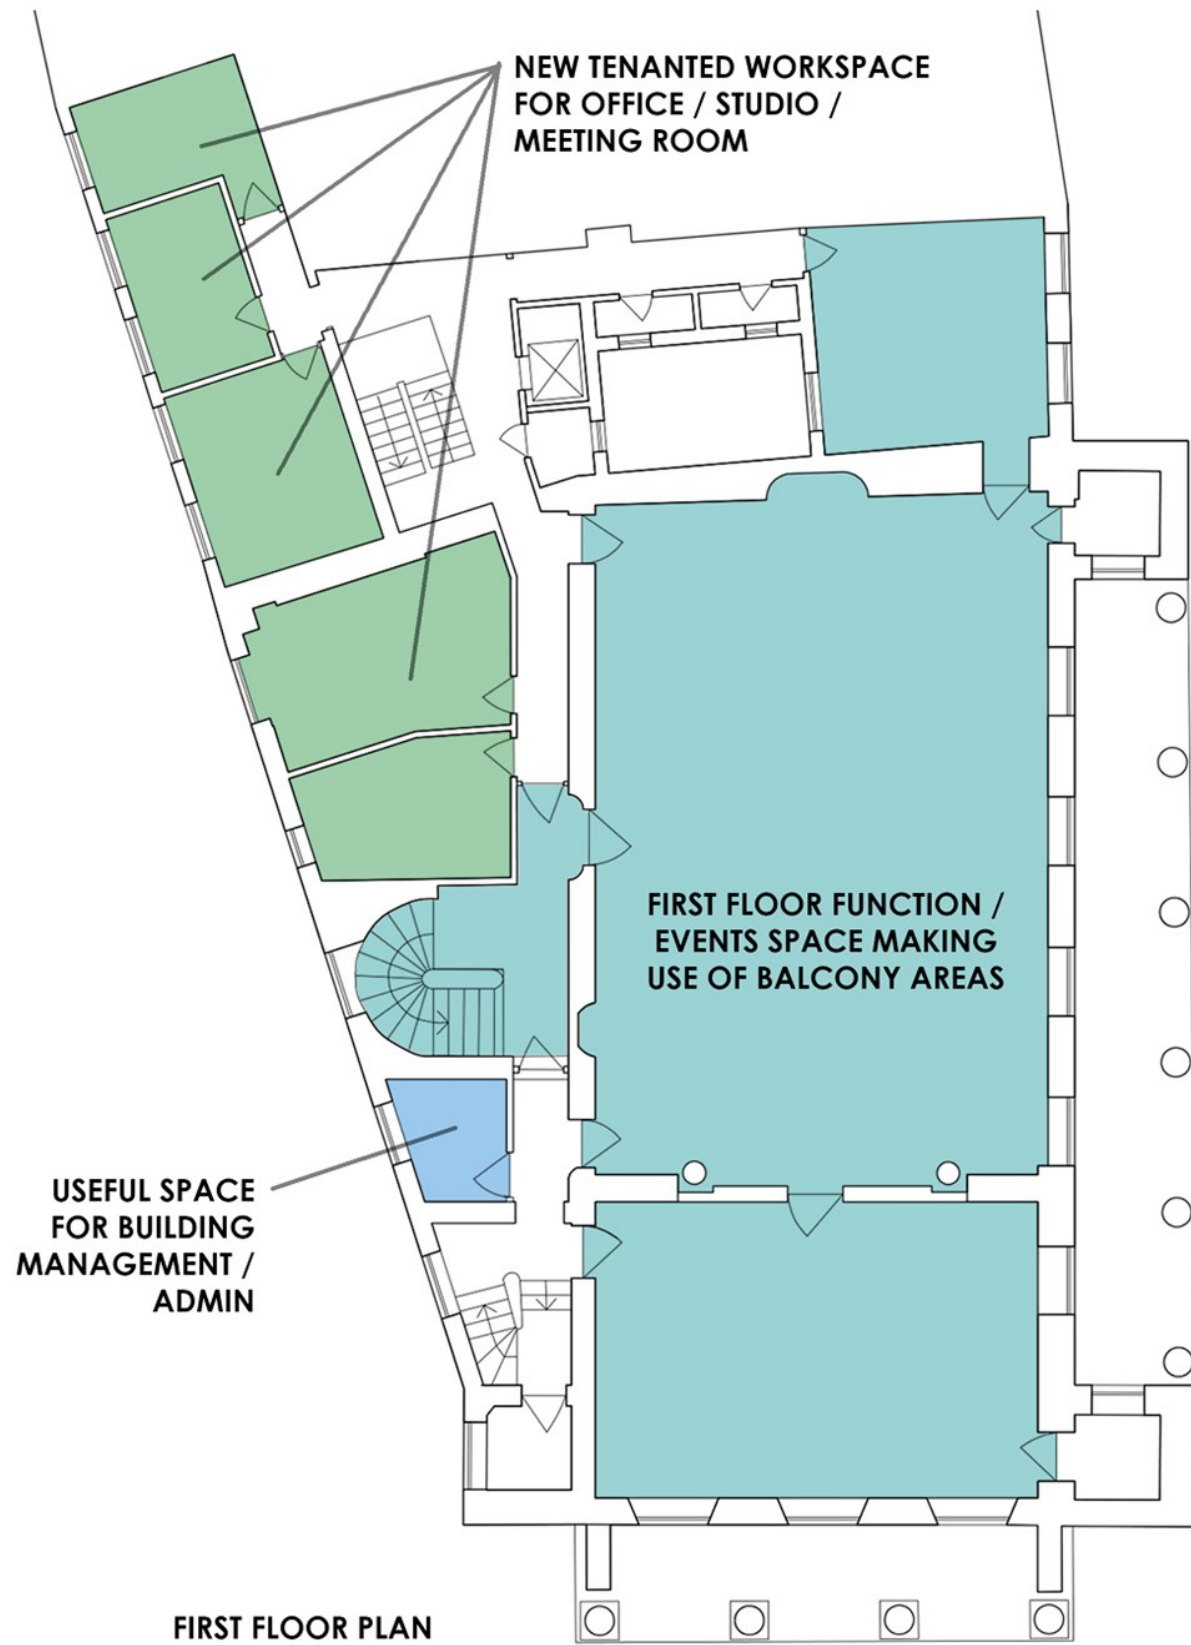 NEW TENANTED WORKSPACE
FOR OFFICE / STUDIO /
MEETING ROOM
FIRST FLOOR FUNCTION /
EVENTS SPACE MAKING
USE OF BALCONY AREAS
USEFUL SPACE
FOR BUILDING
MANAGEMENT /
ADMIN
FIRST FLOOR PLAN